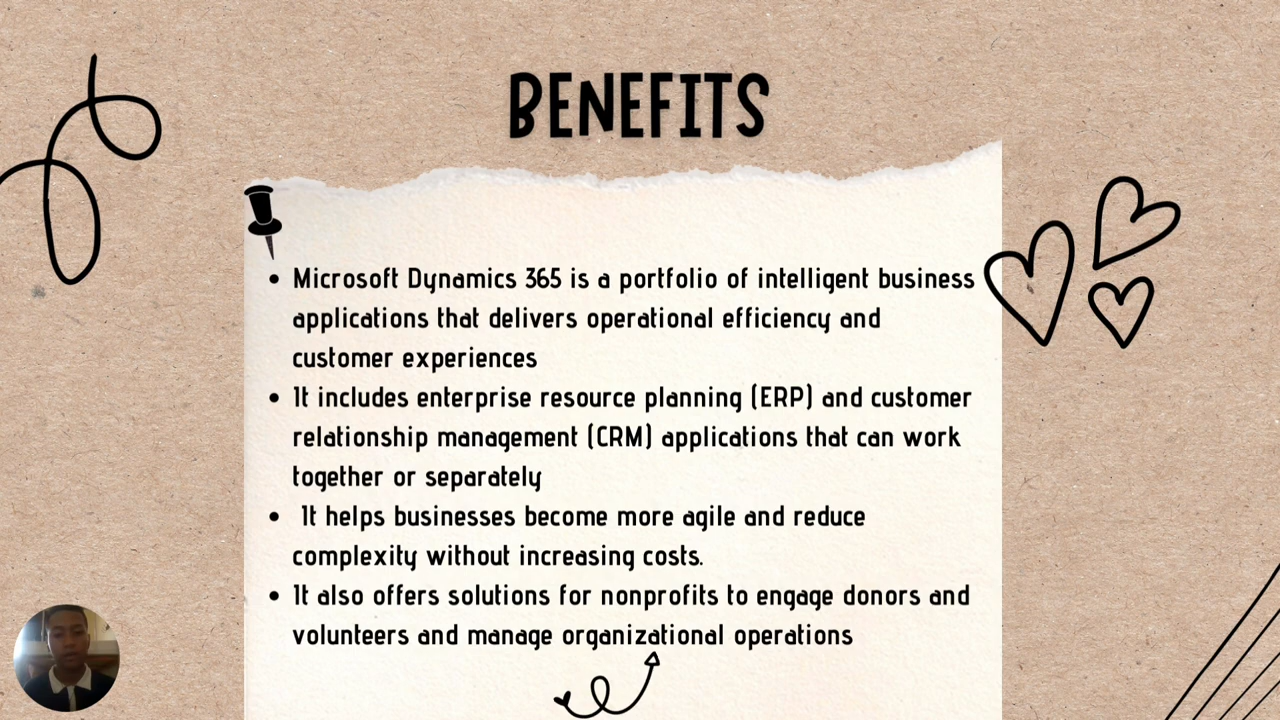 BENEFITS
• Microsoft Dynamics 365 is a portfolio of intelligent business
applications that delivers operational efficiency and
customer experiences
• It includes enterprise resource planning (ERP) and customer
relationship management (CRM) applications that can work
together or separately
• It helps businesses become more agile and reduce
complexity without increasing costs.
• It also offers solutions for nonprofits to engage donors and
volunteers and manage organizational operations